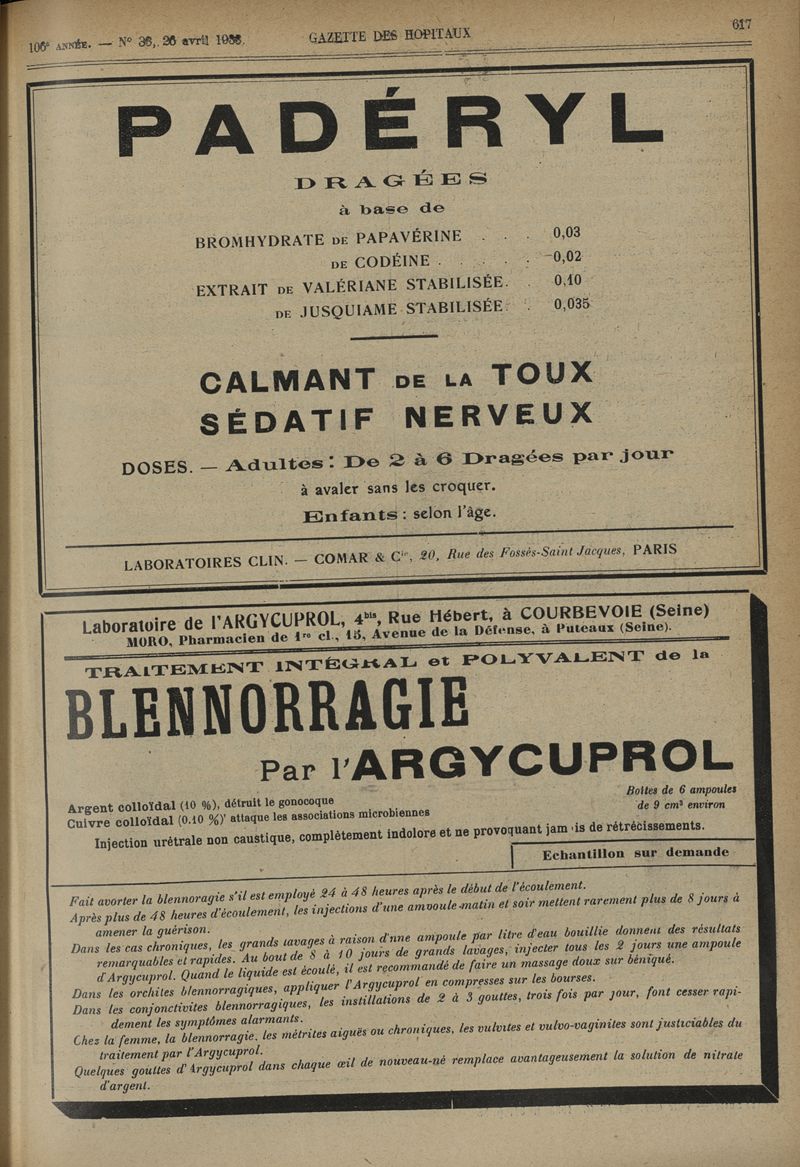 106e ANNÉE. — No 36, 26 avril 1933.
GAZETTE DES HOPITAUX
617
PADÉRYL
DRAGÉES
à base de
BROMHYDRATE DE PAPAVÉRINE . . . 0,03
DE CODÉINE . . . . . 0,02
EXTRAIT DE VALÉRIANE STABILISÉE. . 0,10
DE JUSQUIAME STABILISÉE. . 0,035
CALMANT DE LA TOUX
SÉDATIF NERVEUX
DOSES. — Adultes : De 2 à 6 Dragées par jour
à avaler sans les croquer.
Enfants : selon l'âge.
LABORATOIRES CLIN. — COMAR & Cie, 20, Rue des Fossés-Saint Jacques, PARIS
Laboratoire de l'ARGYCUPROL, 4bis, Rue Hébert, à COURBEVOIE (Seine)
MORO, Pharmacien de 1re cl., 15, Avenue de la Défense, à Puteaux (Seine).
TRAITEMENT INTÉGRAL et POLYVALENT de la
BLENNORRAGIE
Par l'ARGYCUPROL
Argent colloïdal (10 %), détruit le gonocoque
Cuivre colloïdal (0.10 %)' attaque les associations microbiennes
Boîtes de 6 ampoules
de 9 cm³ environ
Injection urétrale non caustique, complètement indolore et ne provoquant jam is de rétrécissements.
Echantillon sur demande
Fait avorter la blennoragie s'il est employé 24 à 48 heures après le début de l'écoulement.
Après plus de 48 heures d'écoulement, les injections d'une amvoule matin et soir mettent rarement plus de 8 jours à
amener la guérison.
Dans les cas chroniques, les grands lavages à raison d'nne ampoule par litre d'eau bouillie donnent des résultats
remarquables et rapides. Au bout de 8 à 10 jours de grands lavages, injecter tous les 2 jours une ampoule
d'Argycuprol. Quand le liquide est écoulé, il est recommandé de faire un massage doux sur béniqué.
Dans les orchites blennorragiques, appliquer l'Argycuprol en compresses sur les bourses.
Dans les conjonctivites blennorragiques, les instillations de 2 à 3 gouttes, trois fois par jour, font cesser rapi-
dement les symptômes alarmants.
Chez la femme, la blennorragie, les métrites aiguës ou chroniques, les vulvites et vulvo-vaginites sont justiciables du
traitement par l'Argycuprol.
Quelques gouttes d'Argycuprol dans chaque œil de nouveau-né remplace avantageusement la solution de nitrate
d'argent.